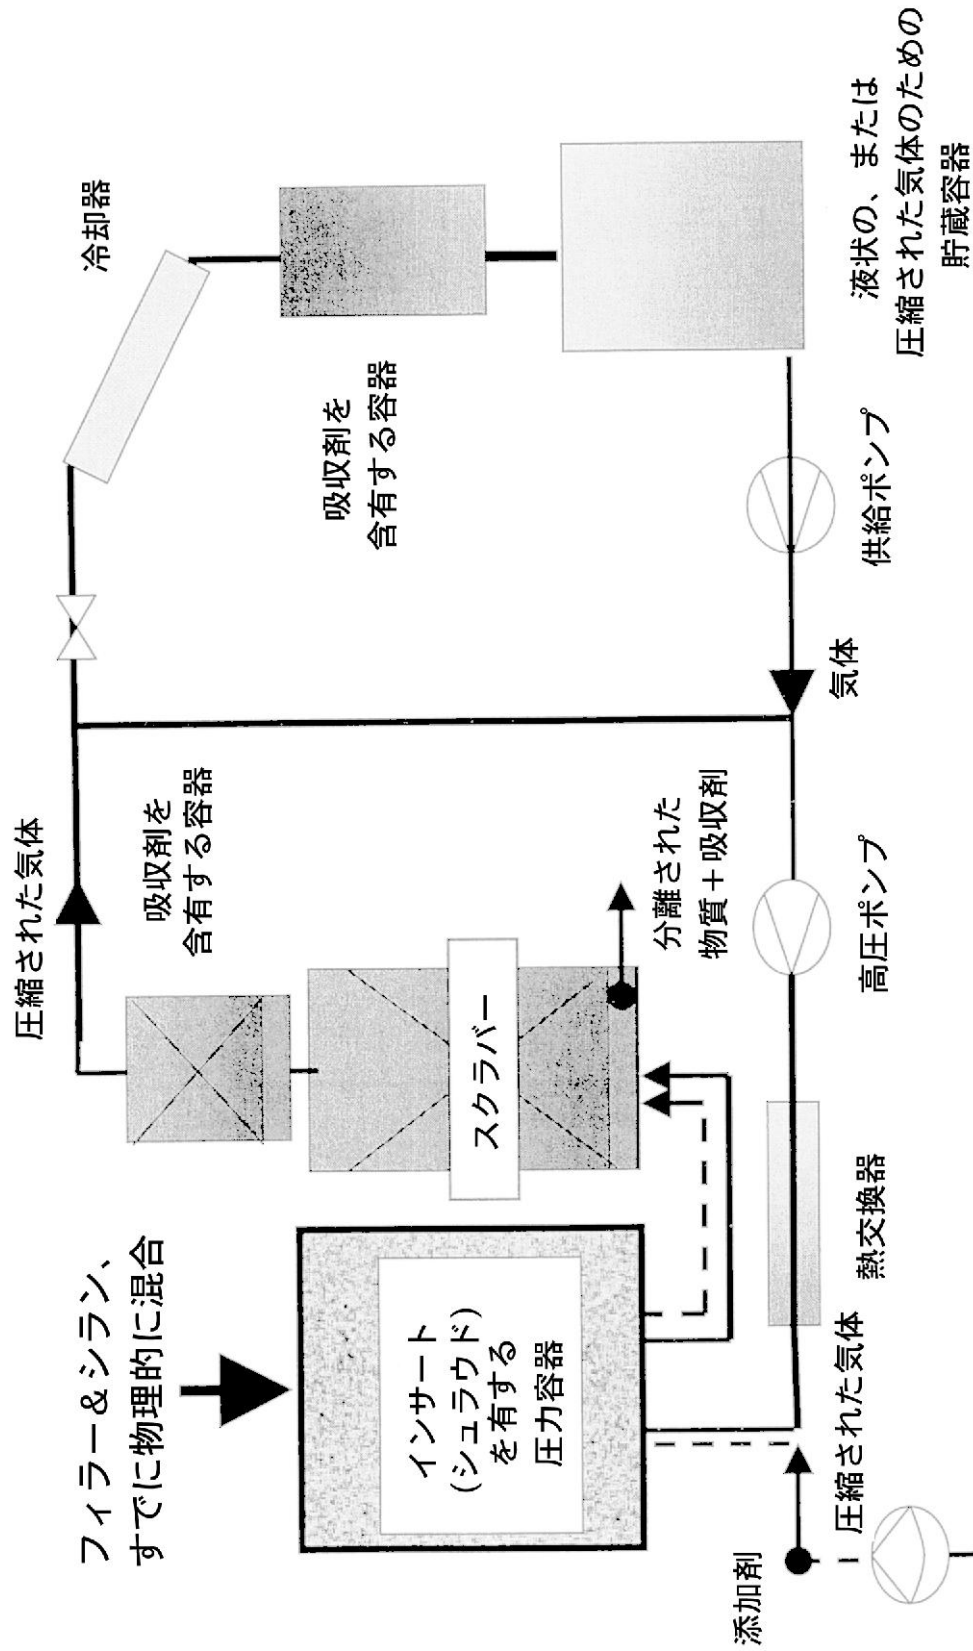 フィラー＆シラン、
すでに物理的に混合
圧縮された気体
冷却器
吸収剤を
含有する容器
吸収剤を
含有する容器
インサート
(シュラウド)
を有する
圧力容器
スクラバー
分離された
物質＋吸収剤
添加剤
圧縮された気体
熱交換器
高圧ポンプ
気体
供給ポンプ
液状の、または
圧縮された気体のための
貯蔵容器